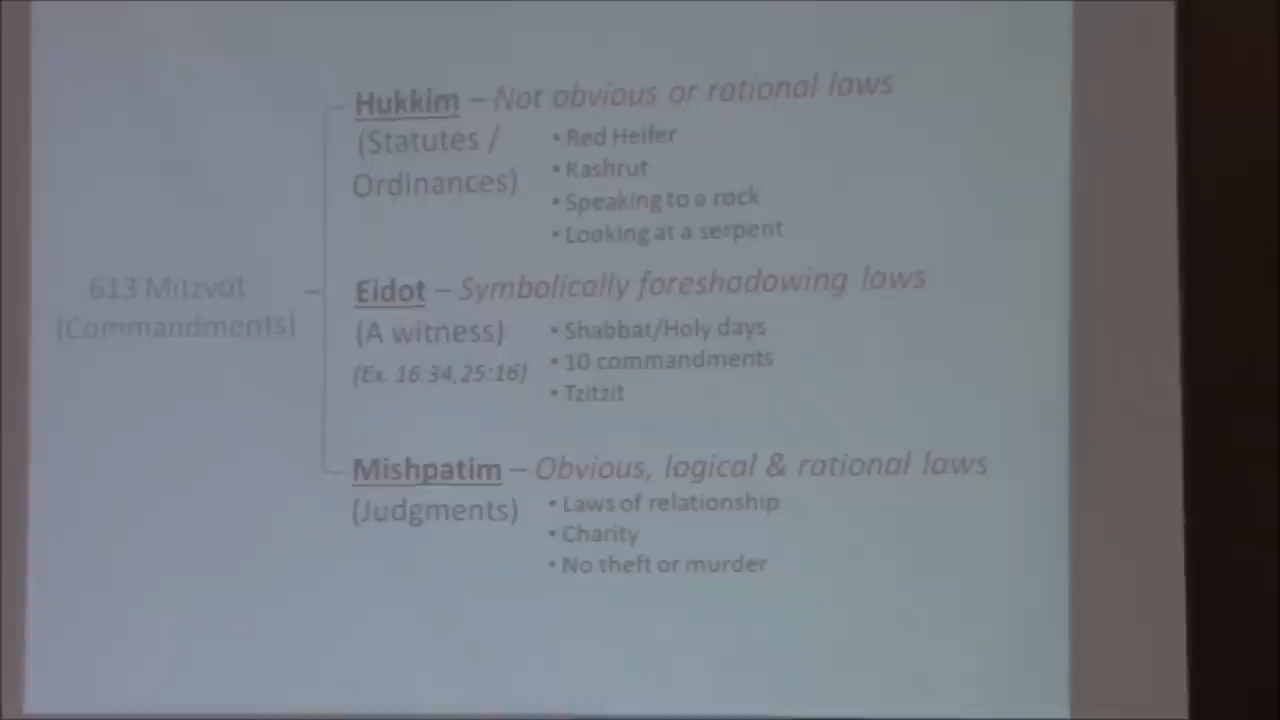 613 Mitzvot
(Commandments)
Hukkim – Not obvious or rational laws
(Statutes /
Ordinances)
• Red Heifer
• Kashrut
• Speaking to a rock
• Looking at a serpent
Eidot – Symbolically foreshadowing laws
(A witness)
(Ex. 16:34,25:16)
• Shabbat/Holy days
• 10 commandments
• Tzitzit
Mishpatim – Obvious, logical & rational laws
(Judgments)
• Laws of relationship
• Charity
• No theft or murder